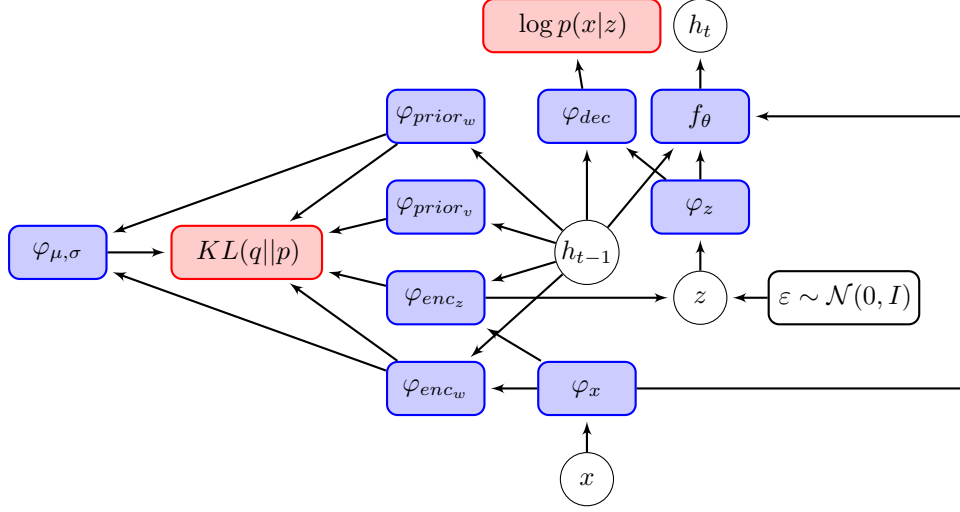 log p(x|z)
h_t
φ_{prior_w}
φ_{dec}
f_θ
φ_{prior_v}
φ_z
φ_{μ,σ}
KL(q||p)
h_{t−1}
φ_{enc_z}
z
ε ∼ 𝒩(0, I)
φ_{enc_w}
φ_x
x